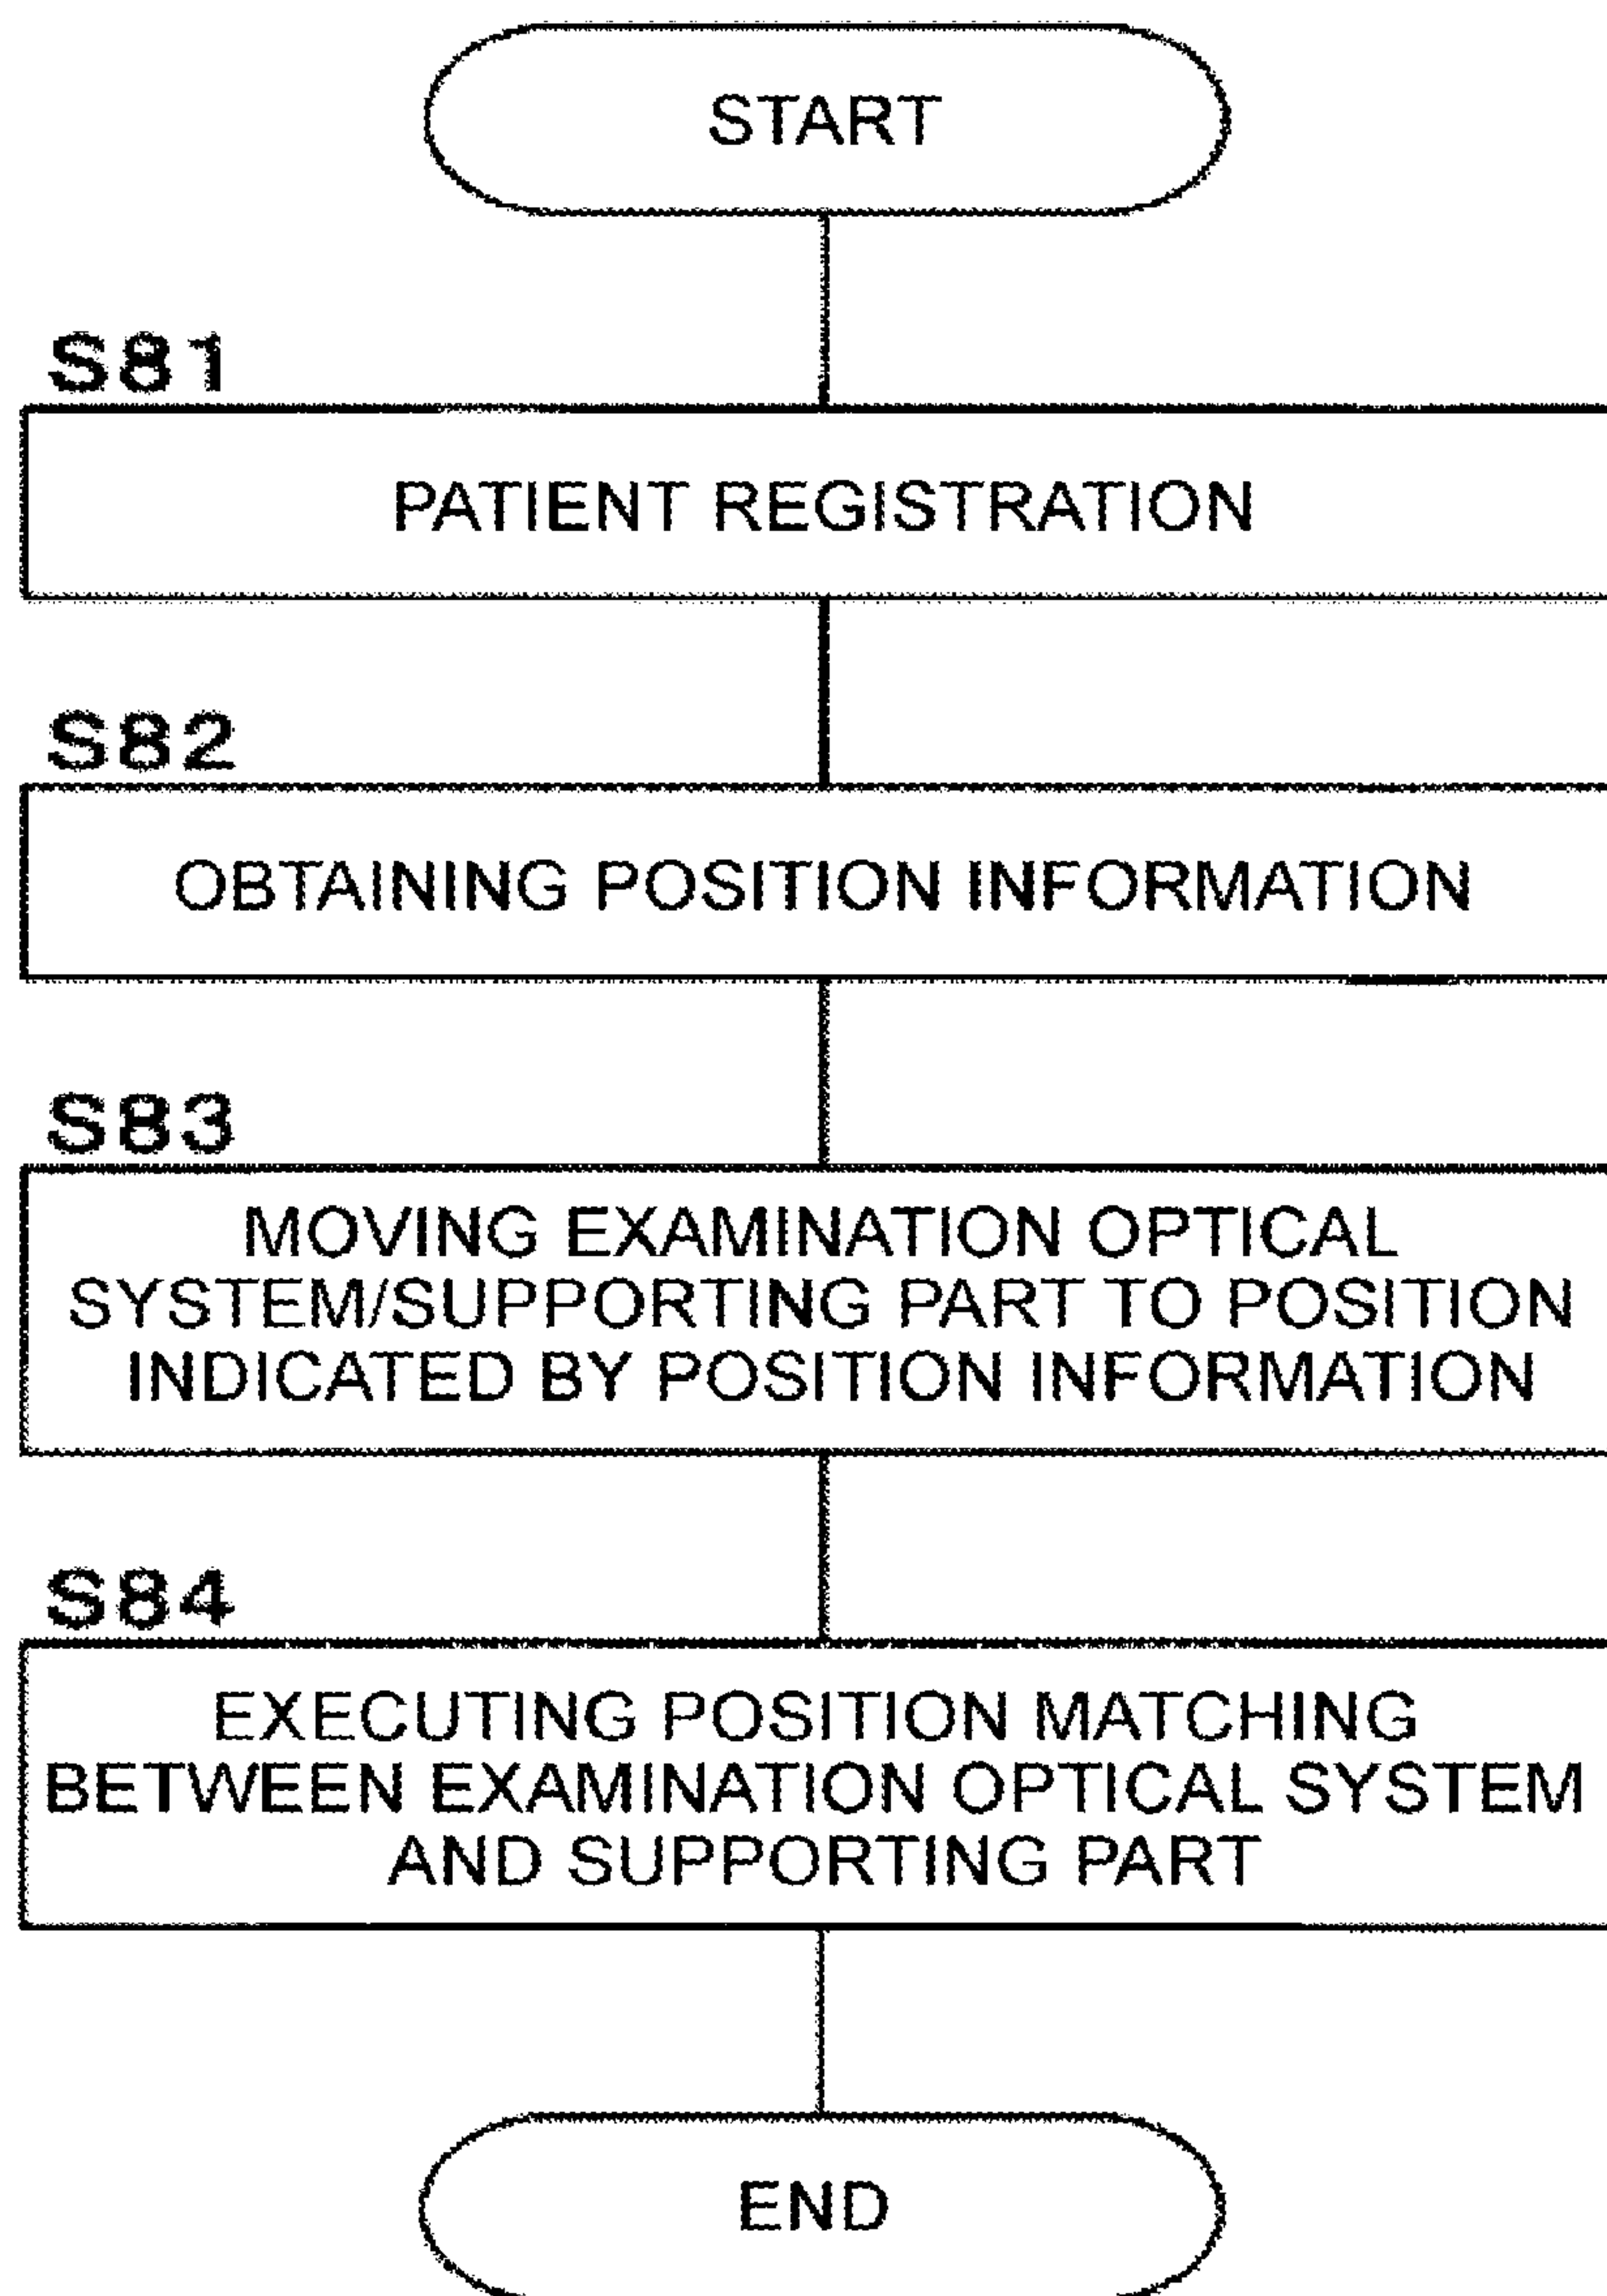 START
S81
PATIENT REGISTRATION
S82
OBTAINING POSITION INFORMATION
S83
MOVING EXAMINATION OPTICAL
SYSTEM/SUPPORTING PART TO POSITION
INDICATED BY POSITION INFORMATION
S84
EXECUTING POSITION MATCHING
BETWEEN EXAMINATION OPTICAL SYSTEM
AND SUPPORTING PART
END